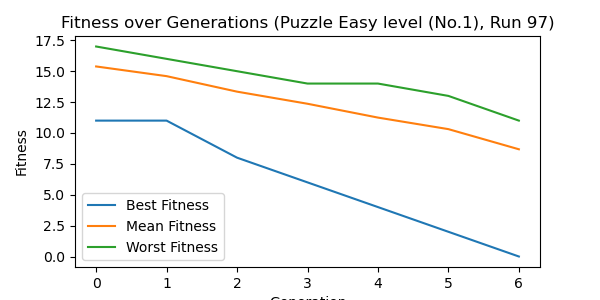 Fitness over Generations (Puzzle Easy level (No.1), Run 97)
17.5
15.0
12.5
10.0
7.5
5.0
2.5
0.0
Fitness
Best Fitness
Mean Fitness
Worst Fitness
0 1 2 3 4 5 6
Generation